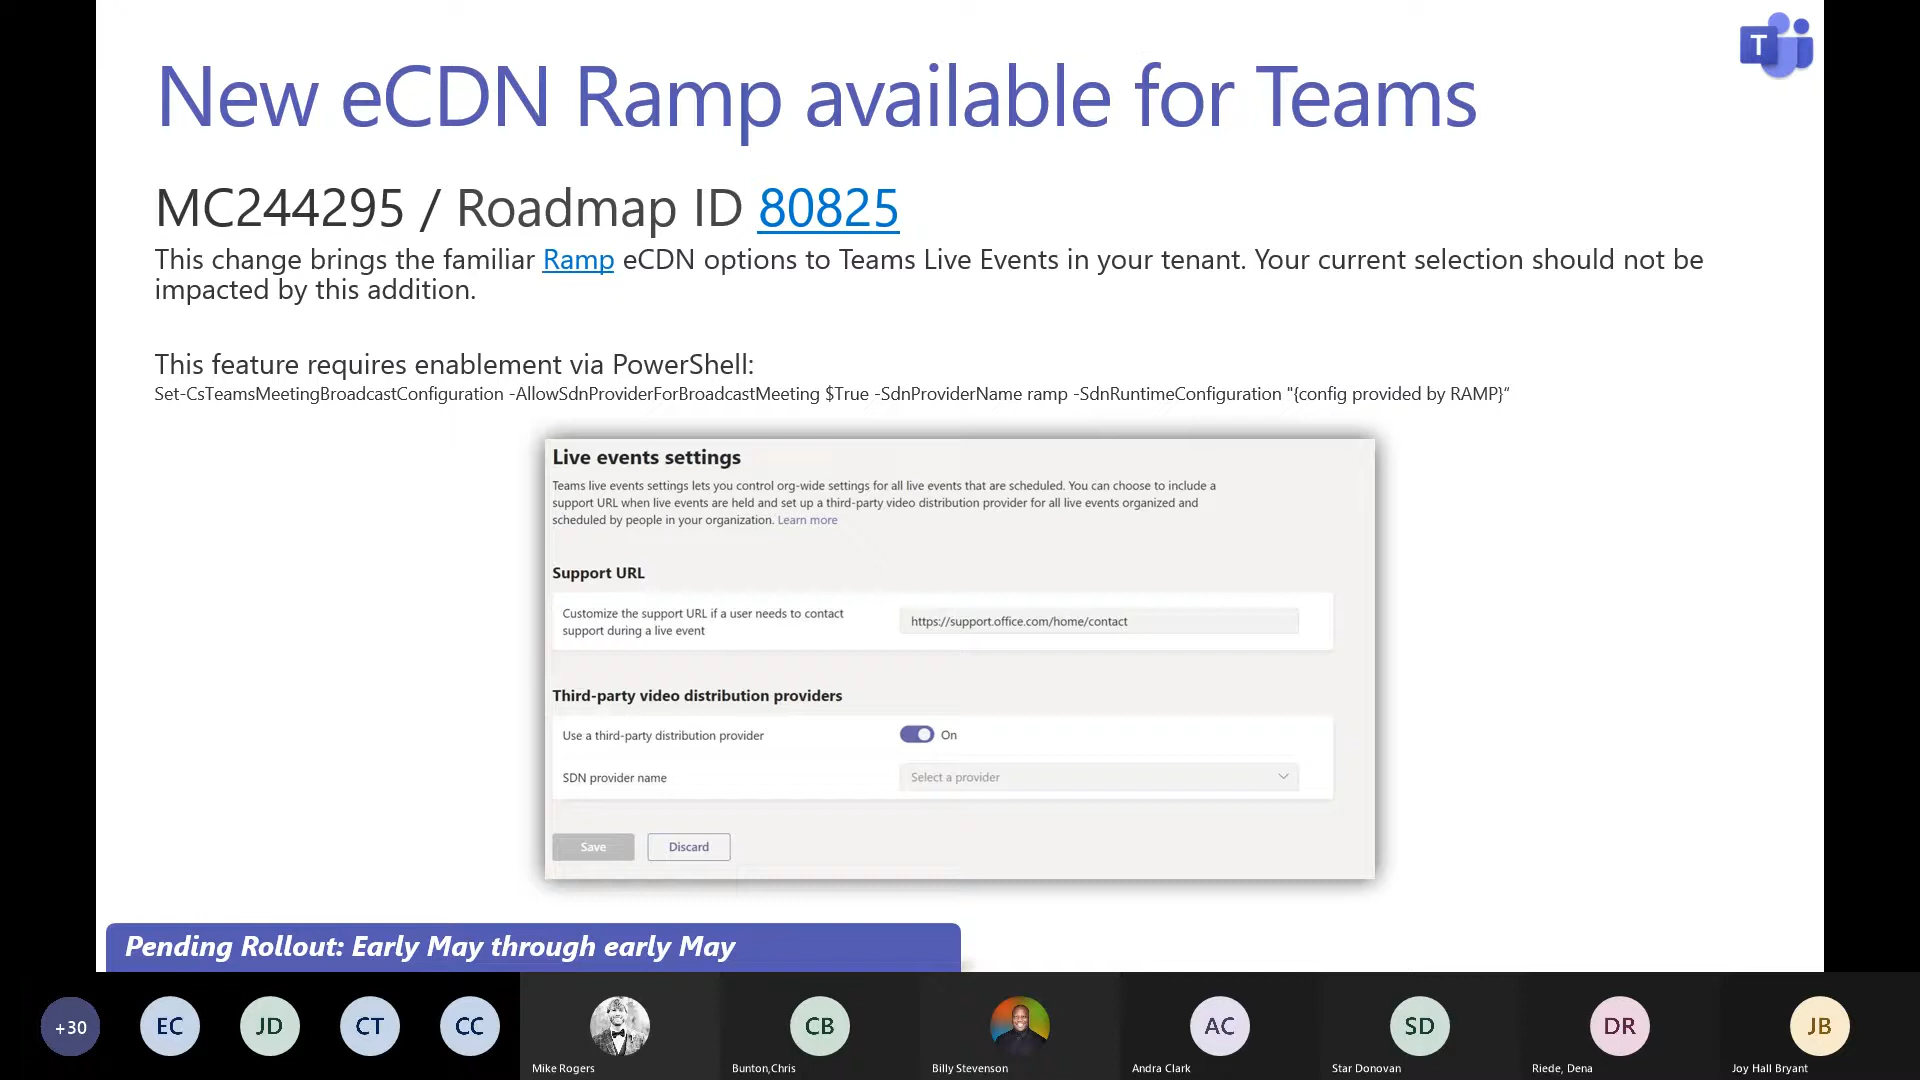 T
New eCDN Ramp available for Teams
MC244295 / Roadmap ID 80825
This change brings the familiar Ramp eCDN options to Teams Live Events in your tenant. Your current selection should not be
impacted by this addition.
This feature requires enablement via PowerShell:
Set-CsTeamsMeetingBroadcastConfiguration -AllowSdnProviderForBroadcastMeeting $True -SdnProviderName ramp -SdnRuntimeConfiguration "{config provided by RAMP}“
Live events settings
Teams live events settings lets you control org-wide settings for all live events that are scheduled. You can choose to include a
support URL when live events are held and set up a third-party video distribution provider for all live events organized and
scheduled by people in your organization. Learn more
Support URL
Customize the support URL if a user needs to contact
support during a live event
https://support.office.com/home/contact
Third-party video distribution providers
Use a third-party distribution provider
On
SDN provider name
Select a provider
Save
Discard
Pending Rollout: Early May through early May
+30
EC
JD
CT
CC
Mike Rogers
CB
Bunton,Chris
Billy Stevenson
AC
Andra Clark
SD
Star Donovan
DR
Riede, Dena
JB
Joy Hall Bryant